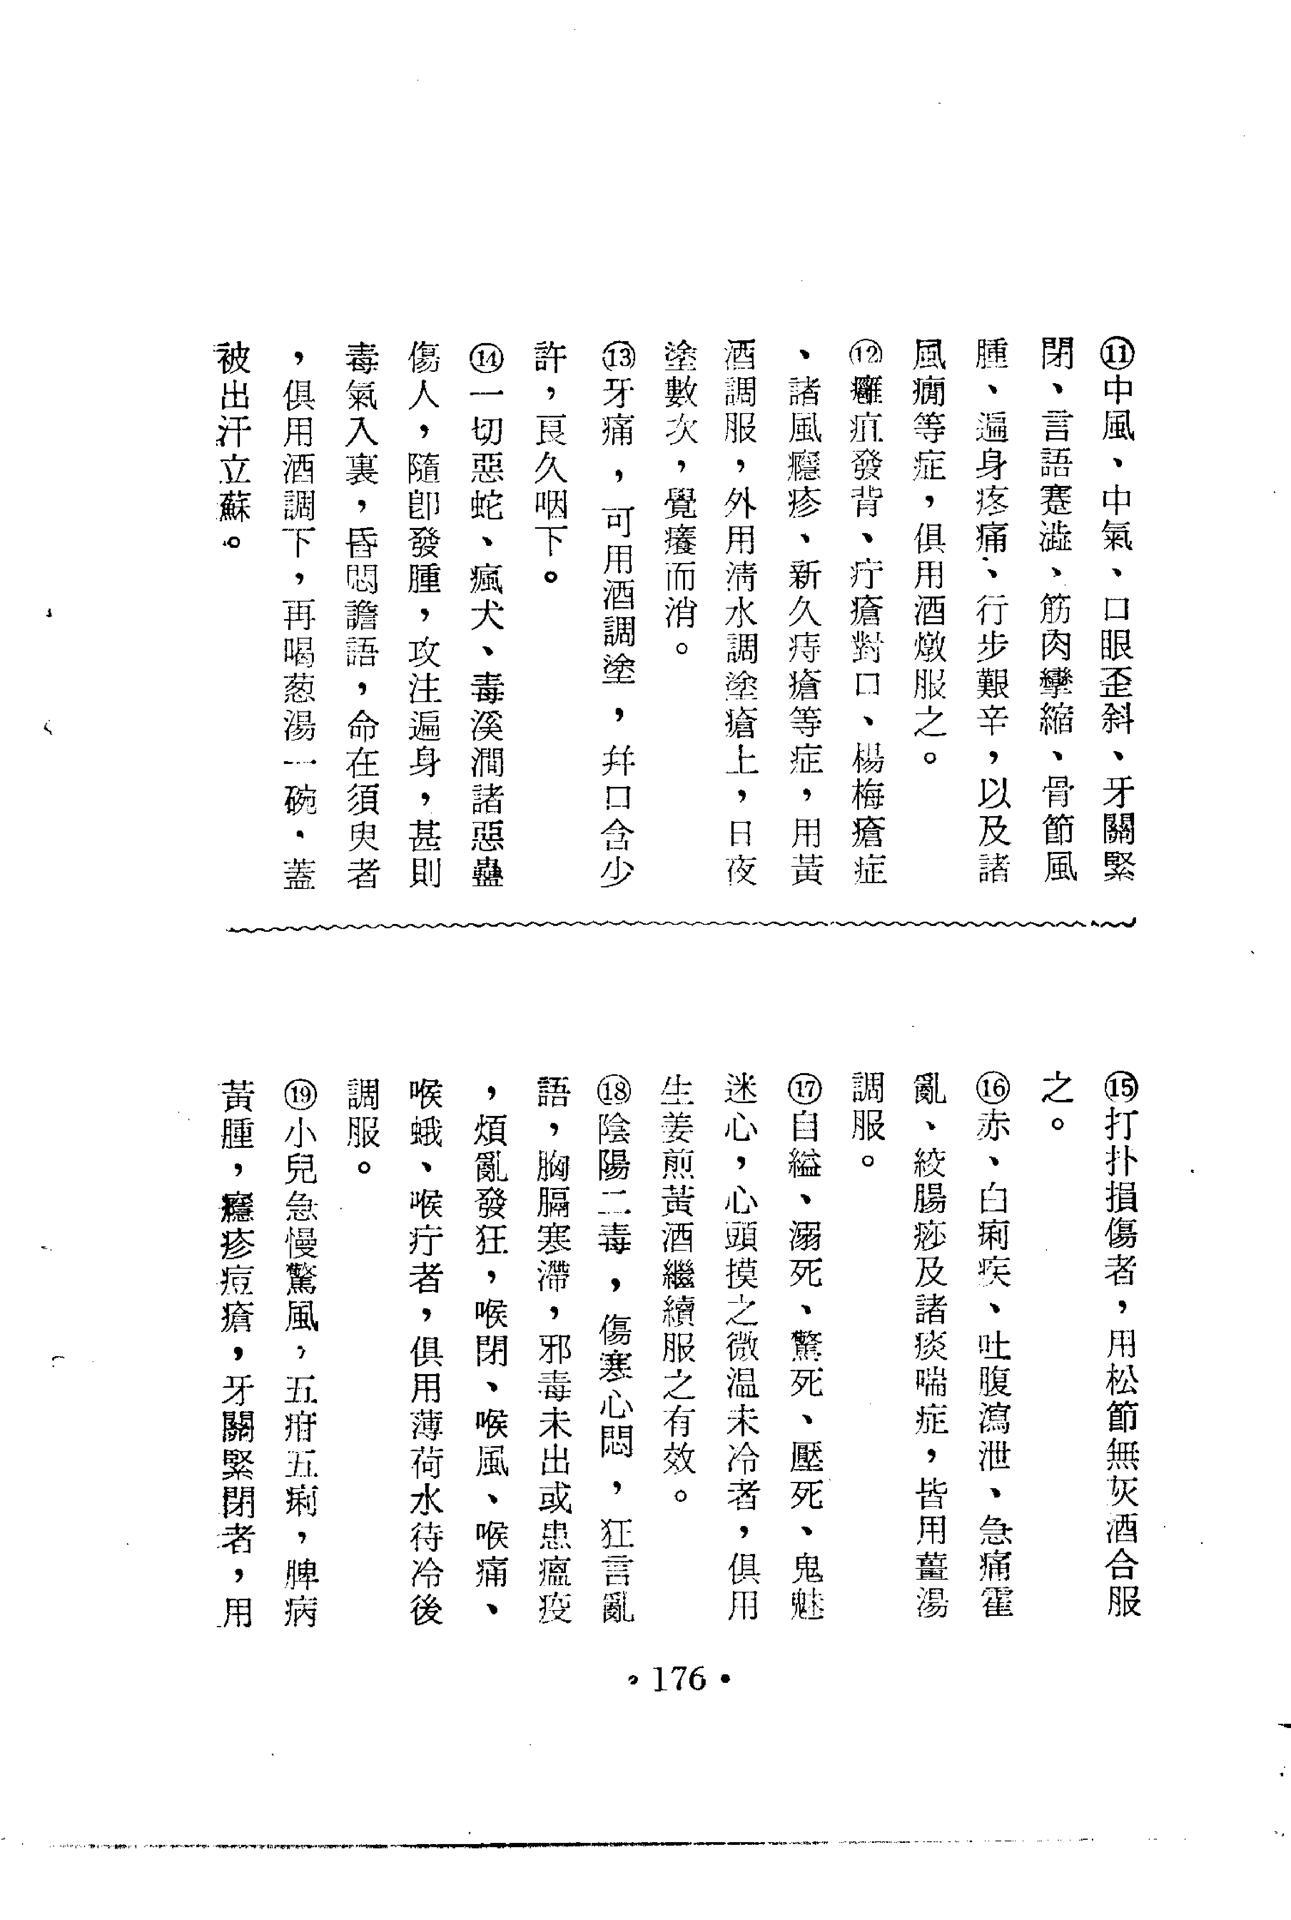 ⑪中風、中氣、口眼歪斜、牙關緊
閉、言語蹇澁、筋肉攣縮、骨節風
腫、遍身疼痛、行步艱辛，以及諸
風癇等症，俱用酒燉服之。
⑫癰疽發背、疔瘡對口、楊梅瘡症
、諸風癮疹、新久痔瘡等症，用黃
酒調服，外用淸水調塗瘡上，日夜
塗數次，覺癢而消。
⑬牙痛，可用酒調塗，幷口含少
許，良久咽下。
⑭一切惡蛇、瘋犬、毒溪澗諸惡蠱
傷人，隨卽發腫，攻注遍身，甚則
毒氣入裏，昏悶譫語，命在須臾者
，俱用酒調下，再喝葱湯一碗，蓋
被出汗立蘇。
⑮打扑損傷者，用松節無灰酒合服
之。
⑯赤、白痢疾、吐腹瀉泄、急痛霍
亂、絞腸痧及諸痰喘症，皆用薑湯
調服。
⑰自縊、溺死、驚死、壓死、鬼魅
迷心，心頭摸之微溫未冷者，俱用
生姜煎黃酒繼續服之有效。
⑱陰陽二毒，傷寒心悶，狂言亂
語，胸膈寒滯，邪毒未出或患瘟疫
，煩亂發狂，喉閉、喉風、喉痛、
喉蛾、喉疔者，俱用薄荷水待冷後
調服。
⑲小兒急慢驚風，五疳五痢，脾病
黃腫，癮疹痘瘡，牙關緊閉者，用
• 176 •